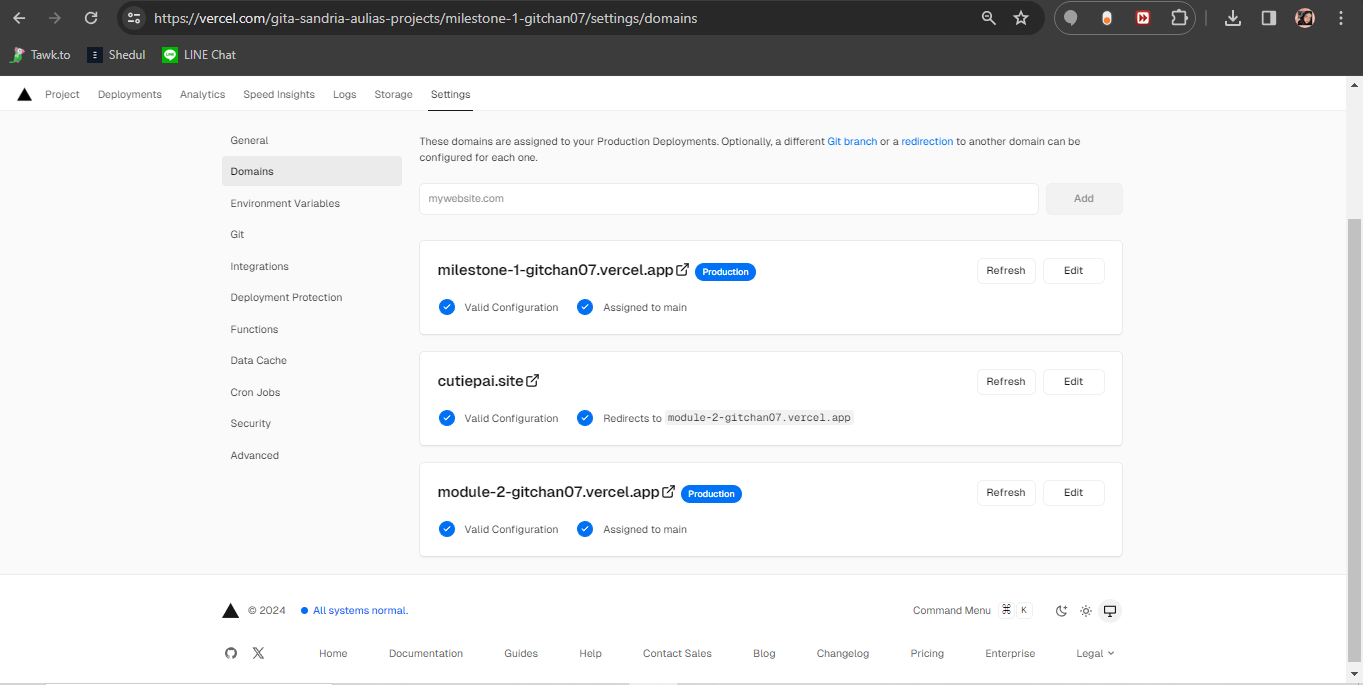 https://vercel.com/gita-sandria-aulias-projects/milestone-1-gitchan07/settings/domains
Tawk.to Shedul LINE Chat
Project Deployments Analytics Speed Insights Logs Storage Settings
General
Domains
Environment Variables
Git
Integrations
Deployment Protection
Functions
Data Cache
Cron Jobs
Security
Advanced
These domains are assigned to your Production Deployments. Optionally, a different Git branch or a redirection to another domain can be
configured for each one.
mywebsite.com Add
milestone-1-gitchan07.vercel.app Production Refresh Edit
Valid Configuration Assigned to main
cutiepai.site Refresh Edit
Valid Configuration Redirects to module-2-gitchan07.vercel.app
module-2-gitchan07.vercel.app Production Refresh Edit
Valid Configuration Assigned to main
© 2024 All systems normal. Command Menu ⌘ K
Home Documentation Guides Help Contact Sales Blog Changelog Pricing Enterprise Legal